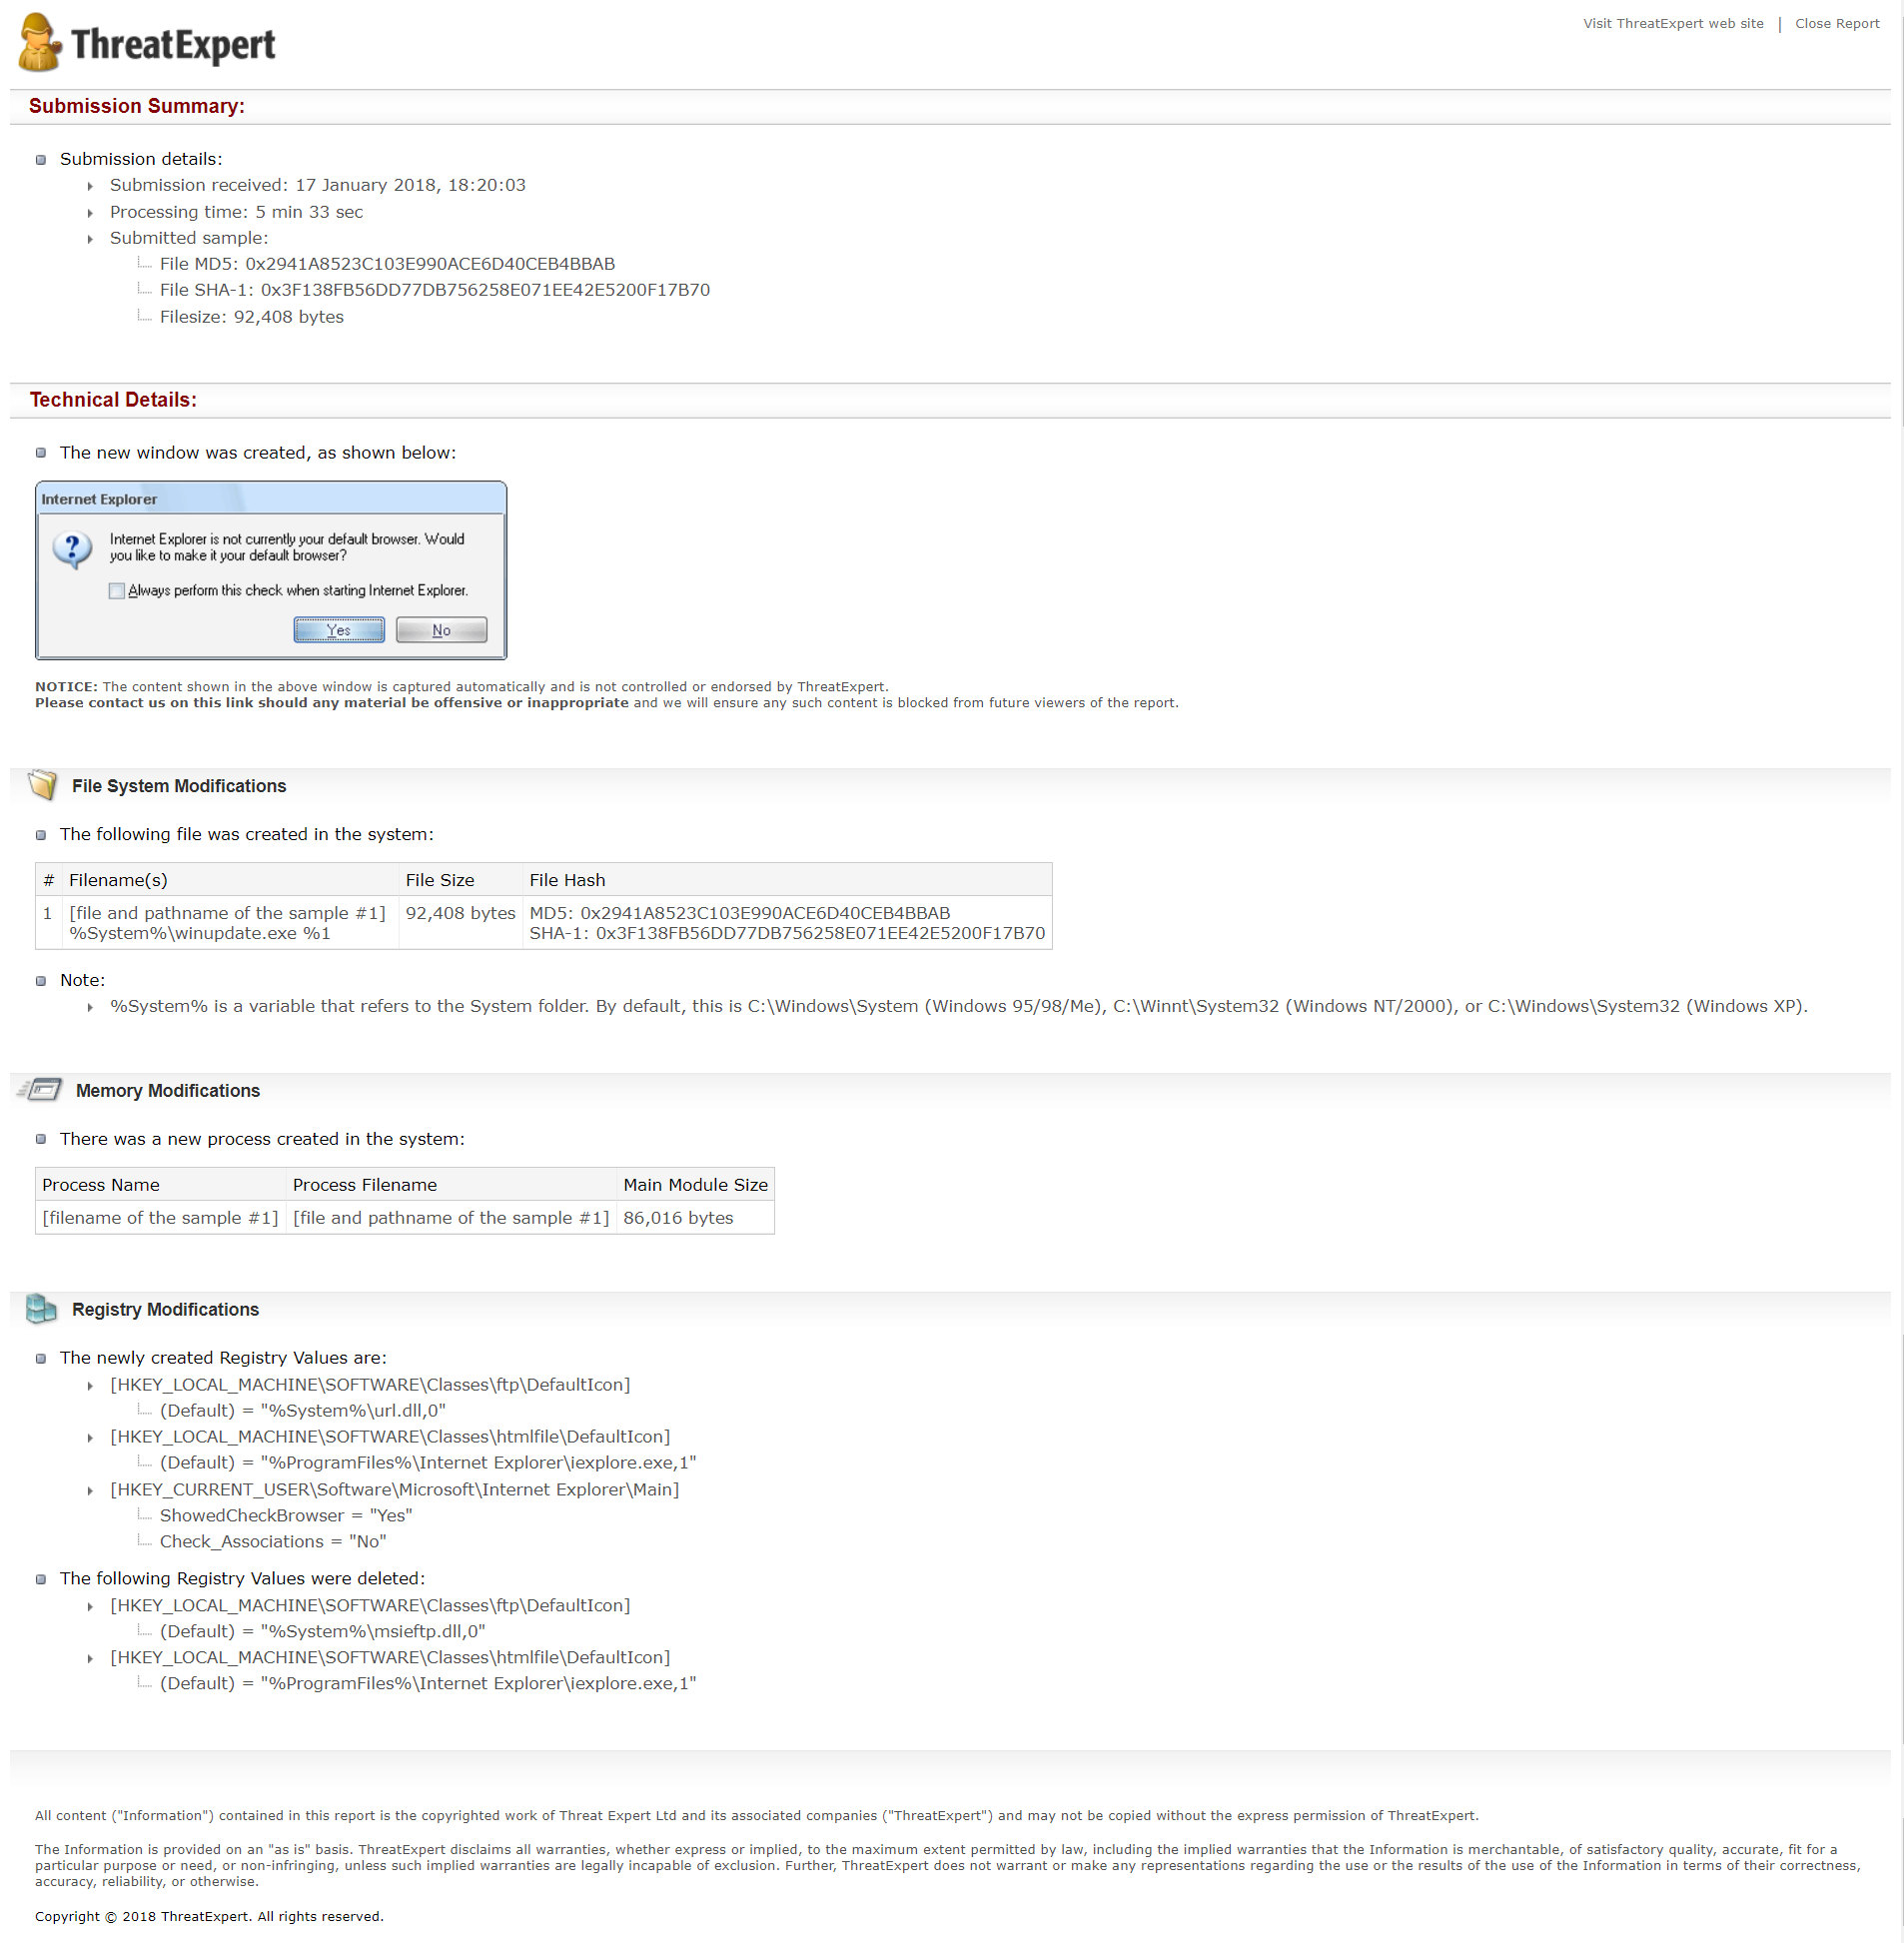 ThreatExpert
Visit ThreatExpert web site | Close Report
Submission Summary:
Submission details:
Submission received: 17 January 2018, 18:20:03
Processing time: 5 min 33 sec
Submitted sample:
File MD5: 0x2941A8523C103E990ACE6D40CEB4BBAB
File SHA-1: 0x3F138FB56DD77DB756258E071EE42E5200F17B70
Filesize: 92,408 bytes
Technical Details:
The new window was created, as shown below:
Internet Explorer
Internet Explorer is not currently your default browser. Would
you like to make it your default browser?
Always perform this check when starting Internet Explorer.
Yes No
NOTICE: The content shown in the above window is captured automatically and is not controlled or endorsed by ThreatExpert.
Please contact us on this link should any material be offensive or inappropriate and we will ensure any such content is blocked from future viewers of the report.
File System Modifications
The following file was created in the system:
# Filename(s) File Size File Hash
1 [file and pathname of the sample #1] 92,408 bytes MD5: 0x2941A8523C103E990ACE6D40CEB4BBAB
%System%\winupdate.exe %1 SHA-1: 0x3F138FB56DD77DB756258E071EE42E5200F17B70
Note:
%System% is a variable that refers to the System folder. By default, this is C:\Windows\System (Windows 95/98/Me), C:\Winnt\System32 (Windows NT/2000), or C:\Windows\System32 (Windows XP).
Memory Modifications
There was a new process created in the system:
Process Name Process Filename Main Module Size
[filename of the sample #1] [file and pathname of the sample #1] 86,016 bytes
Registry Modifications
The newly created Registry Values are:
[HKEY_LOCAL_MACHINE\SOFTWARE\Classes\ftp\DefaultIcon]
(Default) = "%System%\url.dll,0"
[HKEY_LOCAL_MACHINE\SOFTWARE\Classes\htmlfile\DefaultIcon]
(Default) = "%ProgramFiles%\Internet Explorer\iexplore.exe,1"
[HKEY_CURRENT_USER\Software\Microsoft\Internet Explorer\Main]
ShowedCheckBrowser = "Yes"
Check_Associations = "No"
The following Registry Values were deleted:
[HKEY_LOCAL_MACHINE\SOFTWARE\Classes\ftp\DefaultIcon]
(Default) = "%System%\msieftp.dll,0"
[HKEY_LOCAL_MACHINE\SOFTWARE\Classes\htmlfile\DefaultIcon]
(Default) = "%ProgramFiles%\Internet Explorer\iexplore.exe,1"
All content ("Information") contained in this report is the copyrighted work of Threat Expert Ltd and its associated companies ("ThreatExpert") and may not be copied without the express permission of ThreatExpert.
The Information is provided on an "as is" basis. ThreatExpert disclaims all warranties, whether express or implied, to the maximum extent permitted by law, including the implied warranties that the Information is merchantable, of satisfactory quality, accurate, fit for a
particular purpose or need, or non-infringing, unless such implied warranties are legally incapable of exclusion. Further, ThreatExpert does not warrant or make any representations regarding the use or the results of the use of the Information in terms of their correctness,
accuracy, reliability, or otherwise.
Copyright © 2018 ThreatExpert. All rights reserved.